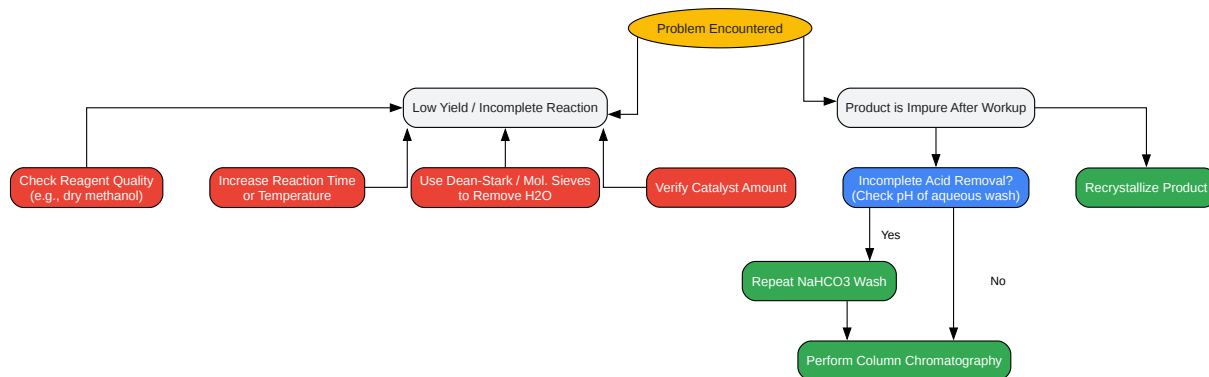 Problem Encountered
Low Yield / Incomplete Reaction
Product is Impure After Workup
Check Reagent Quality
(e.g., dry methanol)
Increase Reaction Time
or Temperature
Use Dean-Stark / Mol. Sieves
to Remove H2O
Verify Catalyst Amount
Incomplete Acid Removal?
(Check pH of aqueous wash)
Recrystallize Product
Yes
Repeat NaHCO3 Wash
No
Perform Column Chromatography